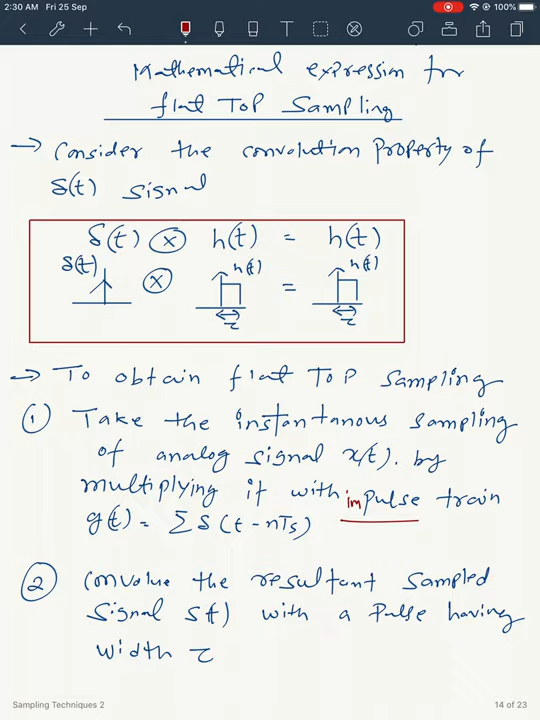 2:30 AM Fri 25 Sep
100%
Mathematical expression for
flat Top Sampling
→ Consider the convolution property of
δ(t) signal
δ(t) ⊗ h(t) = h(t)
δ(t) ⊗ h(t) = h(t)
τ τ
→ To obtain flat Top sampling
① Take the instantanous sampling
of analog signal x(t). by
multiplying it with impulse train
g(t) = Σ δ (t - nTs)
② Convolue the resultant sampled
signal s(t) with a pulse having
width τ
Sampling Techniques 2
14 of 23